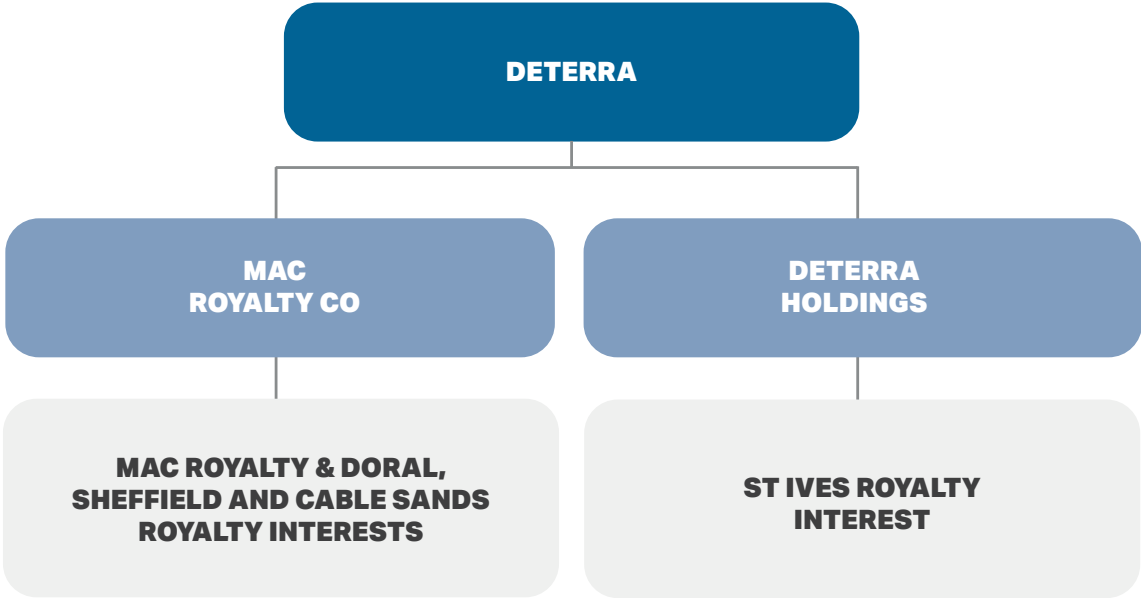 DETERRA
MAC
ROYALTY CO
DETERRA
HOLDINGS
MAC ROYALTY & DORAL,
SHEFFIELD AND CABLE SANDS
ROYALTY INTERESTS
ST IVES ROYALTY
INTEREST